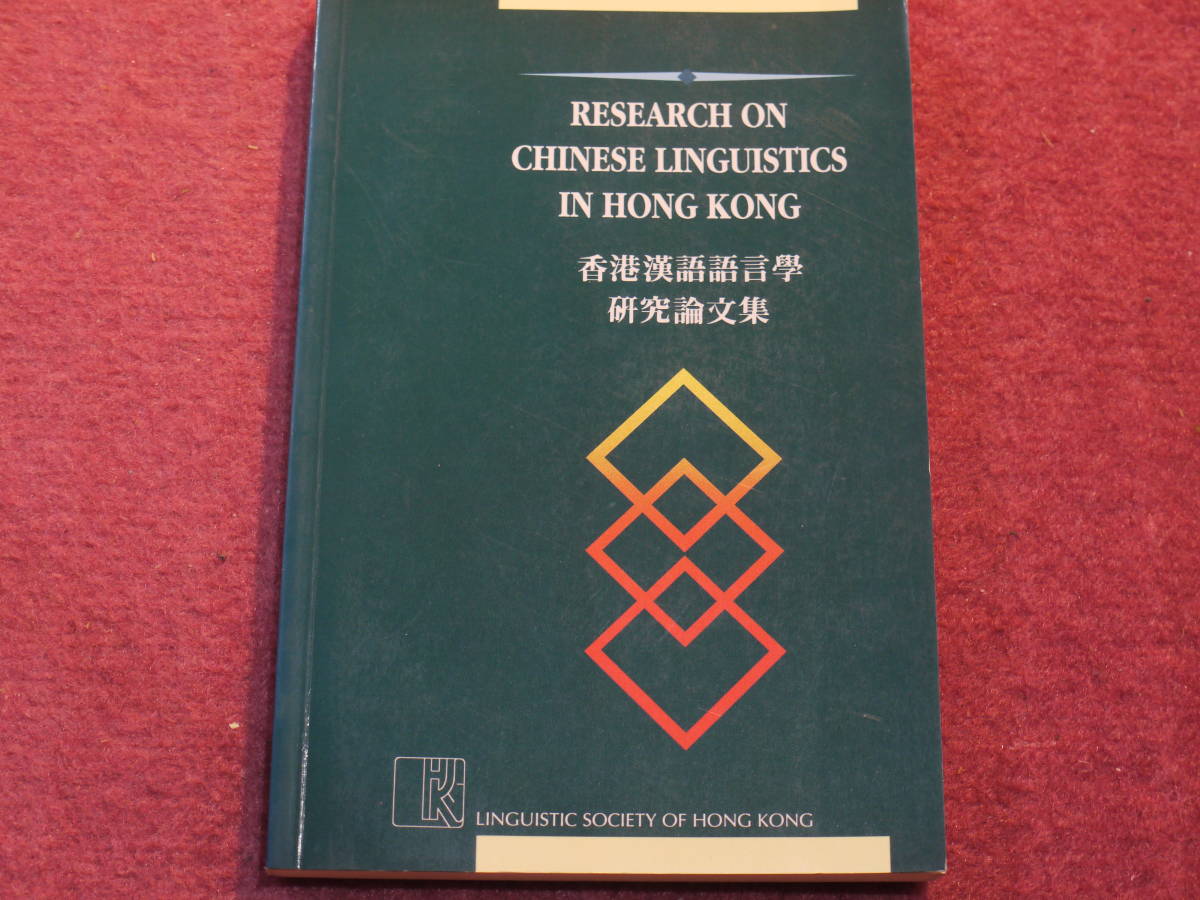 RESEARCH ON
CHINESE LINGUISTICS
IN HONG KONG
香港漢語語言學
研究論文集
LINGUISTIC SOCIETY OF HONG KONG